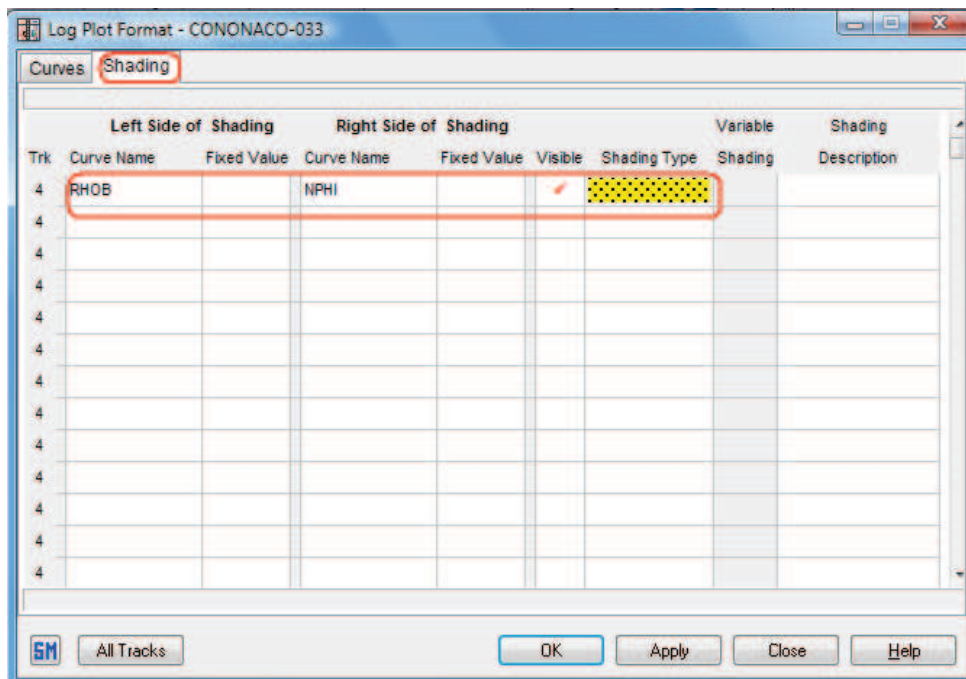 Log Plot Format - CONONACO-033
Curves Shading
Left Side of Shading Right Side of Shading Variable Shading
Trk Curve Name Fixed Value Curve Name Fixed Value Visible Shading Type Shading Description
4 RHOB NPHI
4
4
4
4
4
4
4
4
4
4
4
4
SM All Tracks OK Apply Close Help